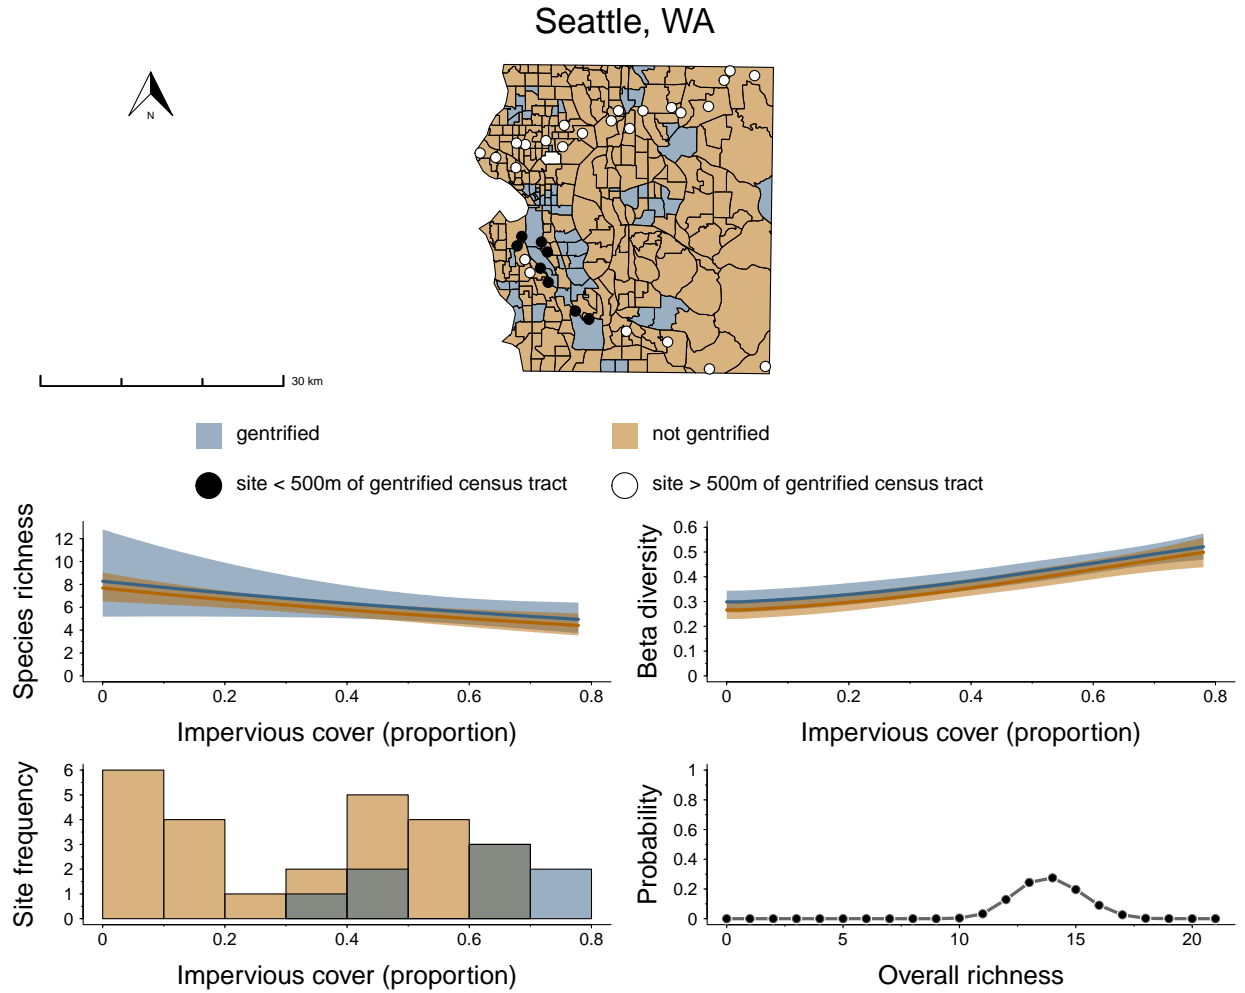 Seattle, WA
N
30 km
gentrified
not gentrified
site < 500m of gentrified census tract
site > 500m of gentrified census tract
Species richness
12
10
8
6
4
2
0
0 0.2 0.4 0.6 0.8
Impervious cover (proportion)
Beta diversity
0.6
0.5
0.4
0.3
0.2
0.1
0
0 0.2 0.4 0.6 0.8
Impervious cover (proportion)
Site frequency
6
5
4
3
2
1
0
0 0.2 0.4 0.6 0.8
Impervious cover (proportion)
Probability
1
0.8
0.6
0.4
0.2
0
0 5 10 15 20
Overall richness